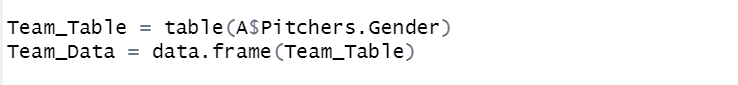 Team_Table = table(A$Pitchers.Gender)
Team_Data = data.frame(Team_Table)